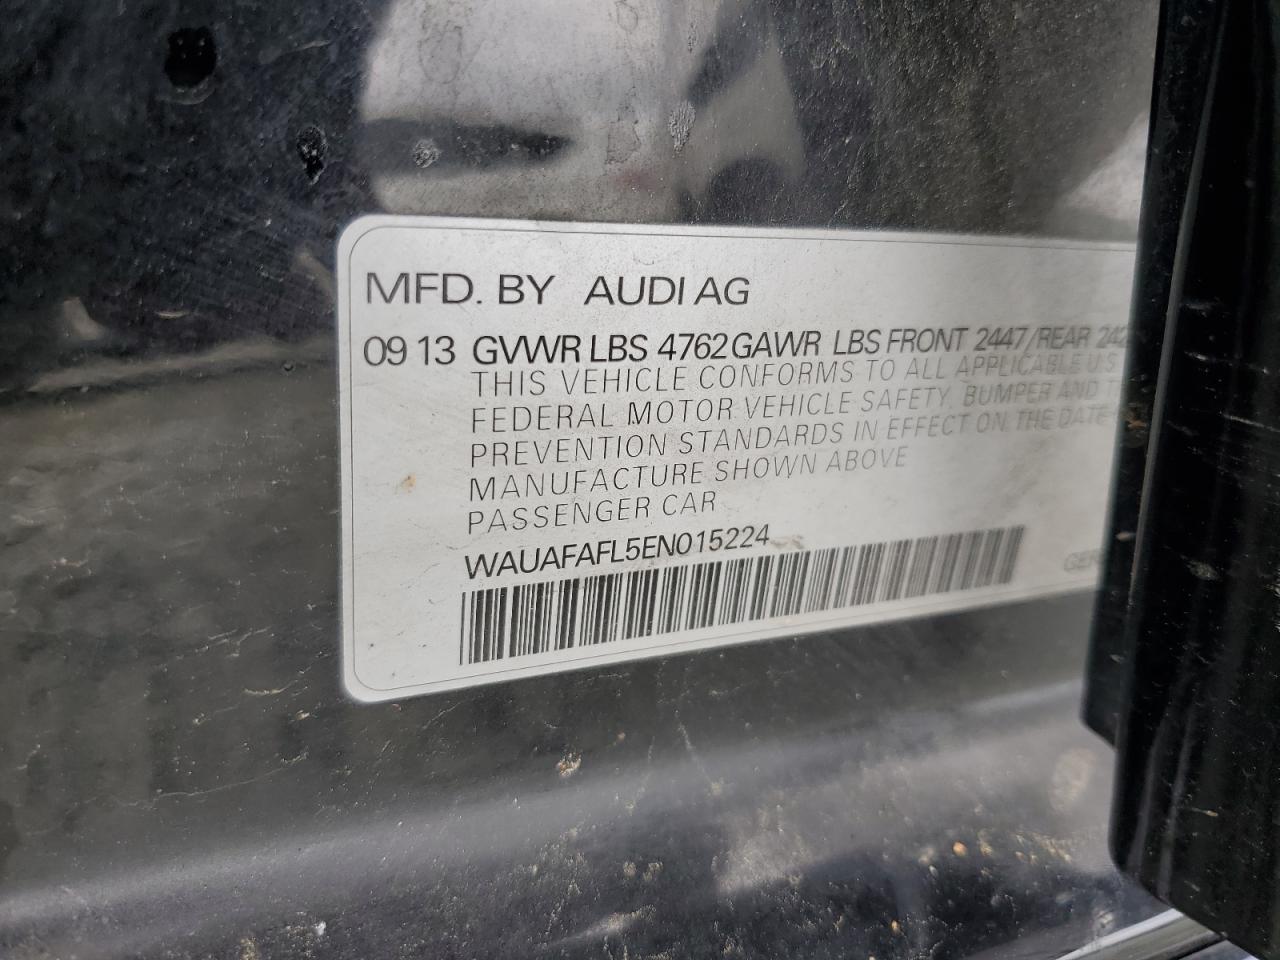 MFD. BY AUDI AG
09 13 GVWR LBS 4762 GAWR LBS FRONT 2447/REAR 242
THIS VEHICLE CONFORMS TO ALL APPLICABLE US
FEDERAL MOTOR VEHICLE SAFETY, BUMPER AND T
PREVENTION STANDARDS IN EFFECT ON THE DATE
MANUFACTURE SHOWN ABOVE
PASSENGER CAR
WAUAFAFL5EN015224